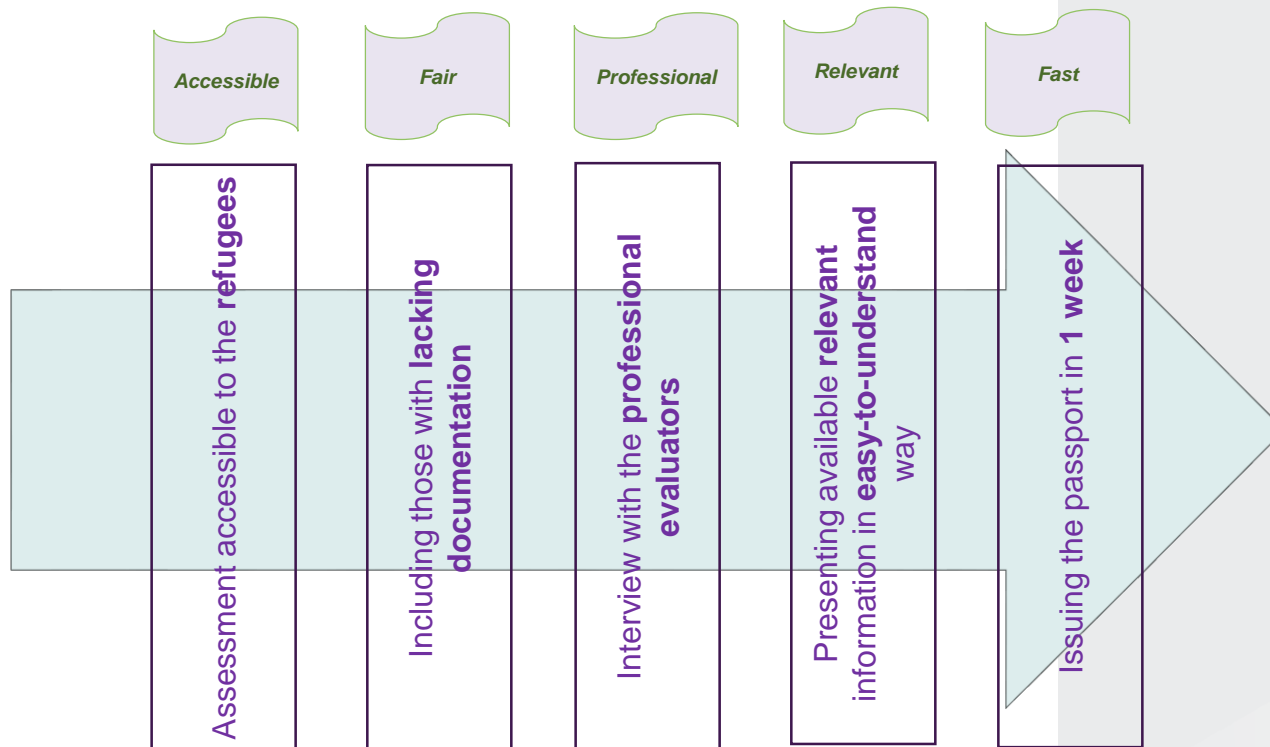 Accessible
Fair
Professional
Relevant
Fast
Assessment accessible to the refugees
Including those with lacking
documentation
Interview with the professional
evaluators
Presenting available relevant
information in easy-to-understand
way
Issuing the passport in 1 week